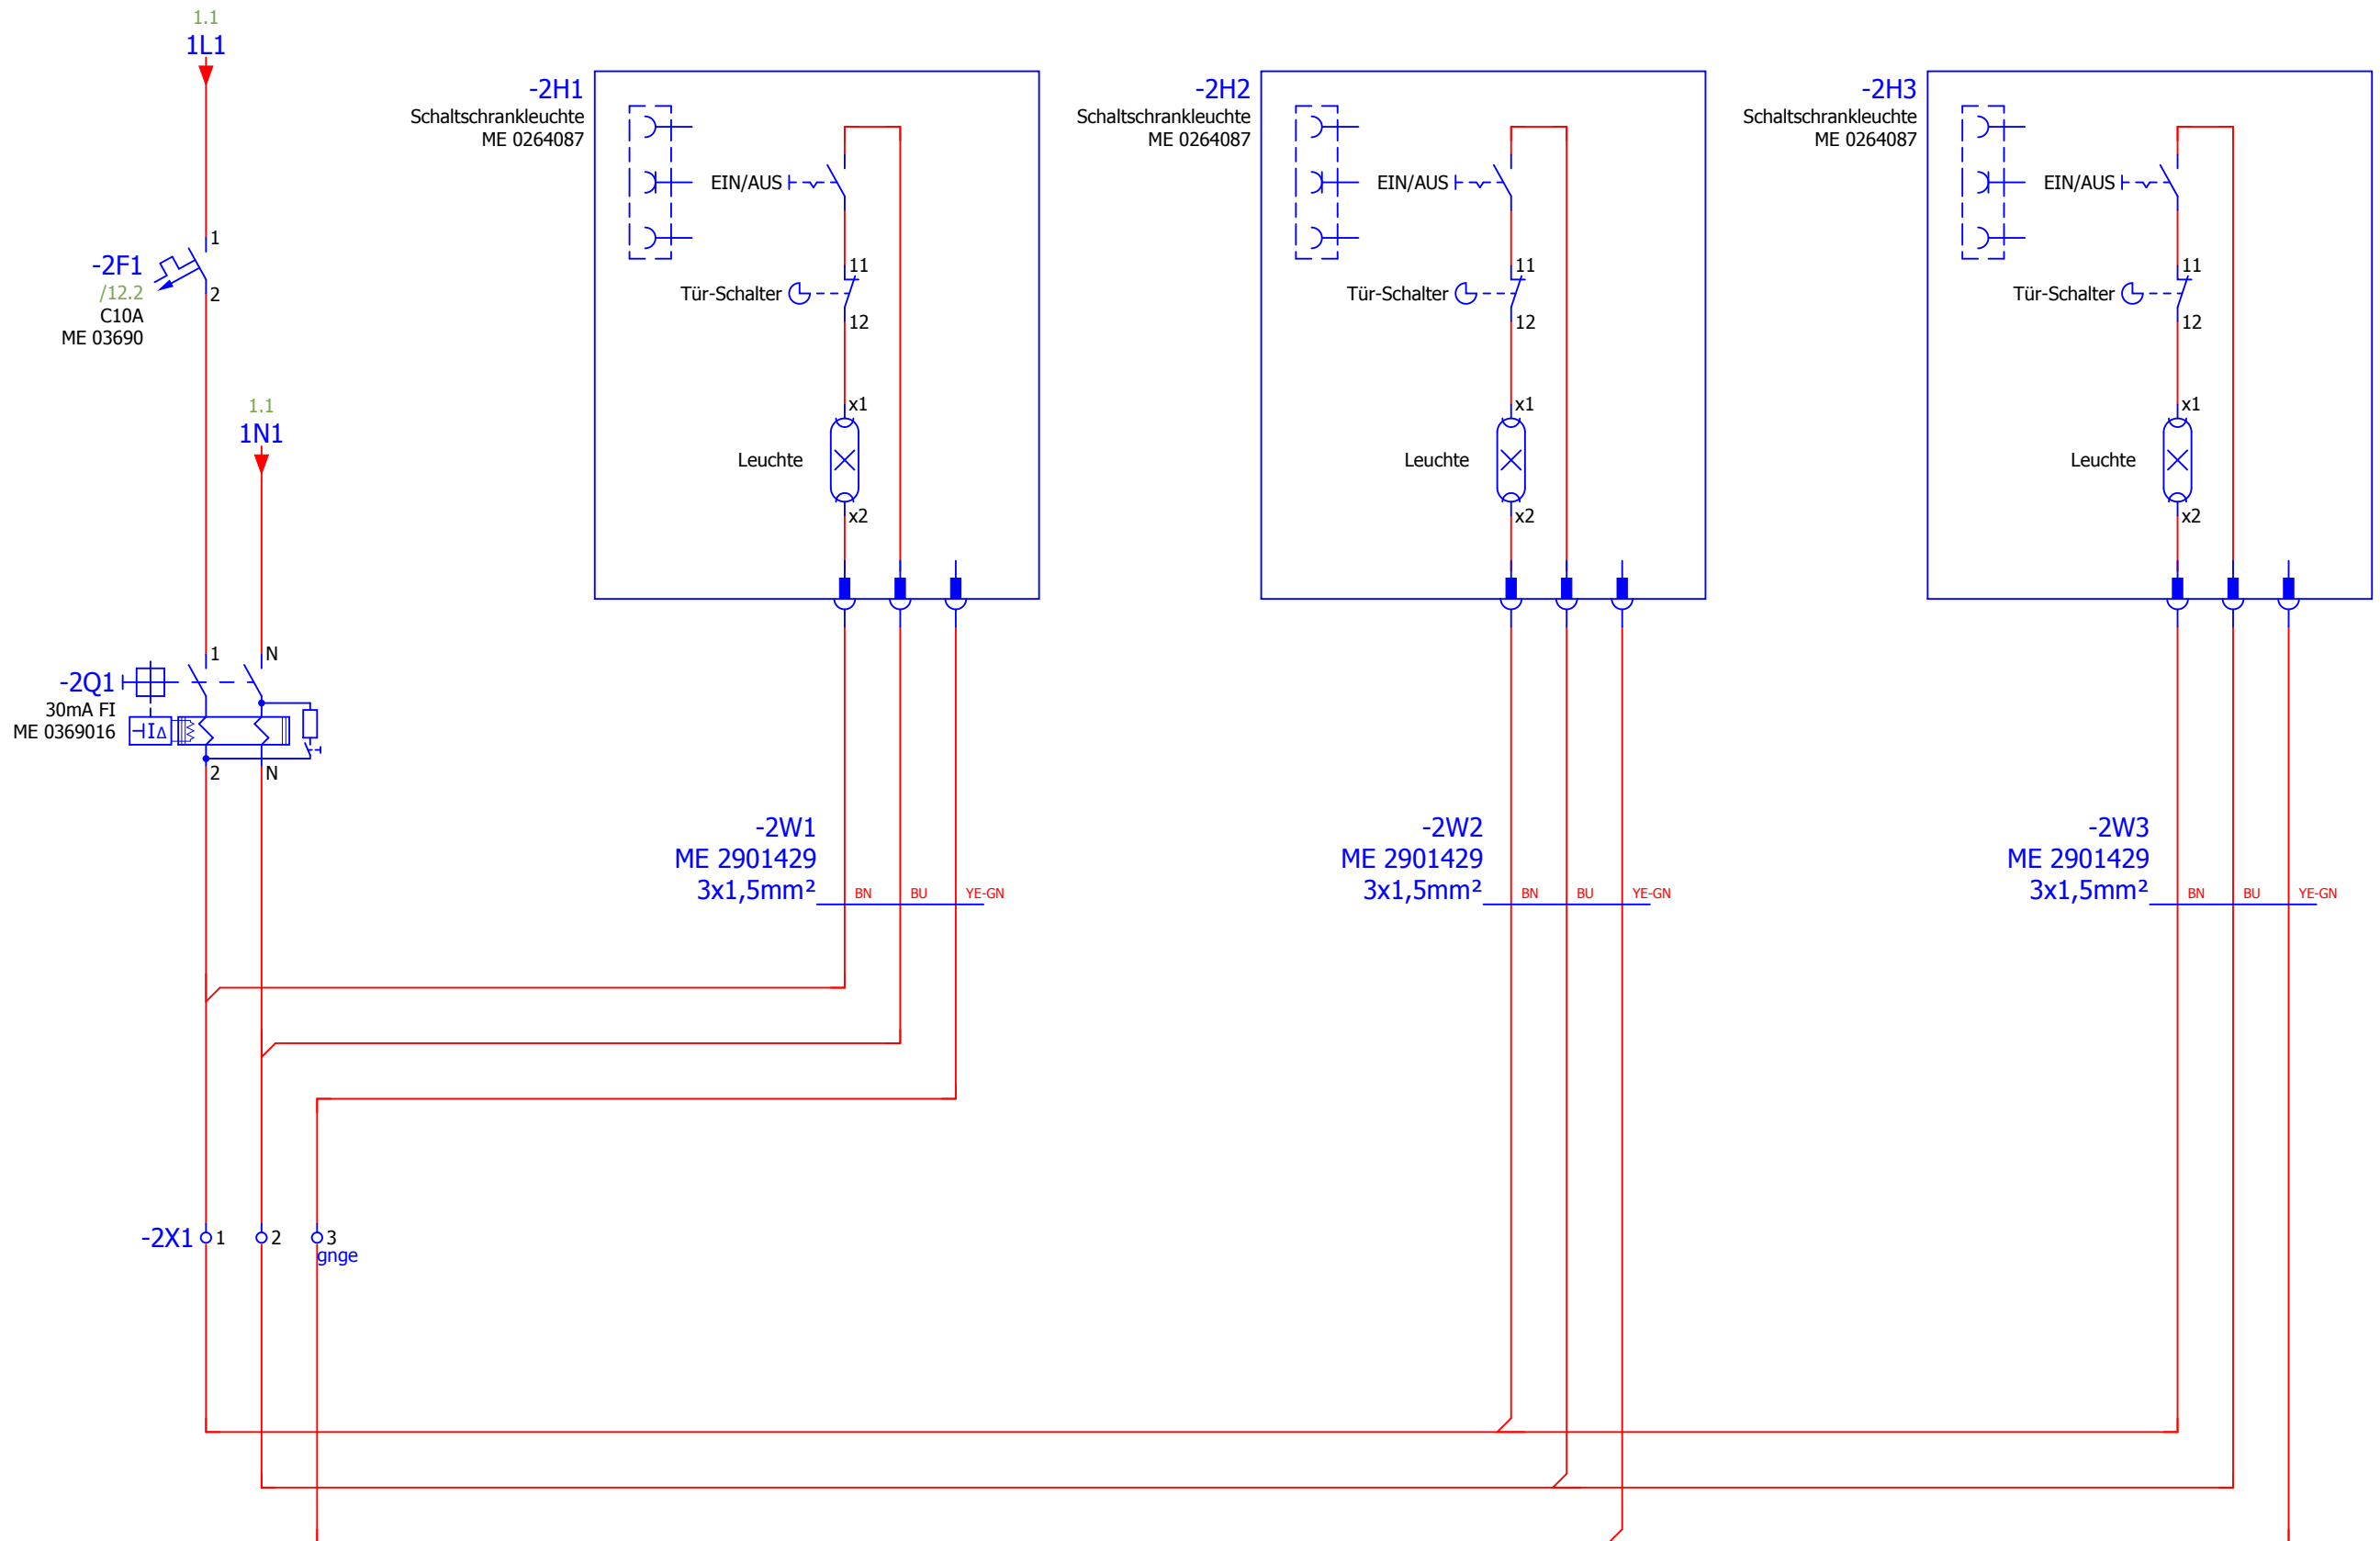 1.1
1L1
-2F1
/12.2
C10A
ME 03690
1
2
1.1
1N1
-2Q1
30mA FI
ME 0369016
1
N
I∆
2
N
-2H1
Schaltschrankleuchte
ME 0264087
EIN/AUS
11
Tür-Schalter
12
x1
Leuchte
x2
-2W1
ME 2901429
3x1,5mm²
BN
BU
YE-GN
-2H2
Schaltschrankleuchte
ME 0264087
EIN/AUS
11
Tür-Schalter
12
x1
Leuchte
x2
-2W2
ME 2901429
3x1,5mm²
BN
BU
YE-GN
-2H3
Schaltschrankleuchte
ME 0264087
EIN/AUS
11
Tür-Schalter
12
x1
Leuchte
x2
-2W3
ME 2901429
3x1,5mm²
BN
BU
YE-GN
-2X1
1
2
3
gnge